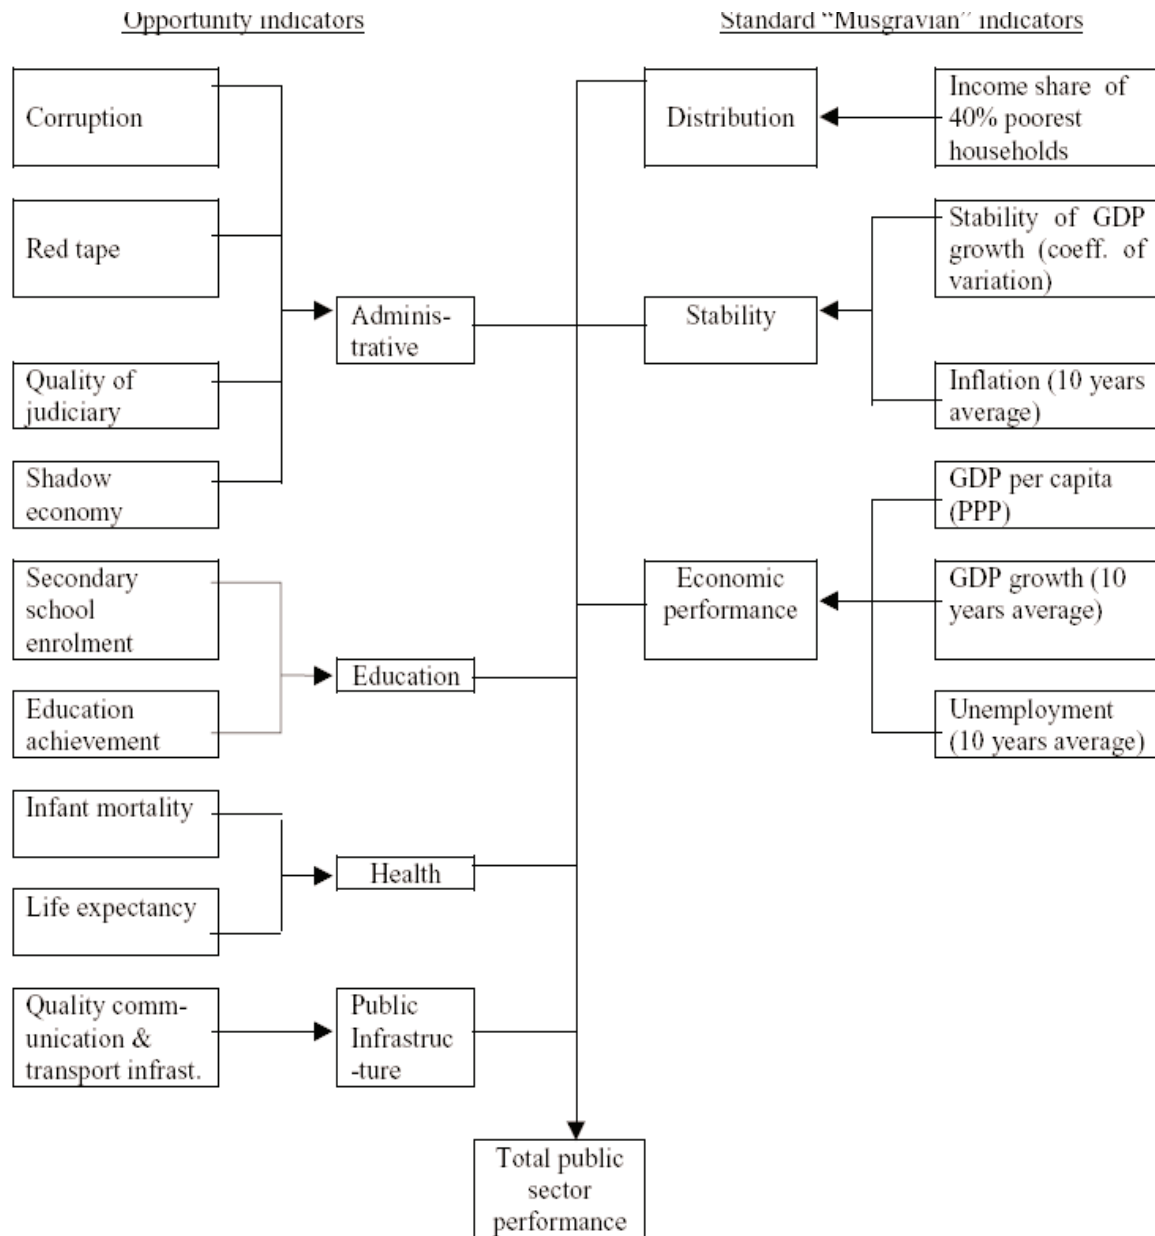 Opportunity indicators
Standard “Musgravian” indicators
Corruption
Red tape
Quality of
judiciary
Shadow
economy
Secondary
school
enrolment
Education
achievement
Infant mortality
Life expectancy
Quality comm-
unication &
transport infrast.
Adminis-
trative
Education
Health
Public
Infrastruc
-ture
Distribution
Stability
Economic
performance
Income share of
40% poorest
households
Stability of GDP
growth (coeff. of
variation)
Inflation (10 years
average)
GDP per capita
(PPP)
GDP growth (10
years average)
Unemployment
(10 years average)
Total public
sector
performance